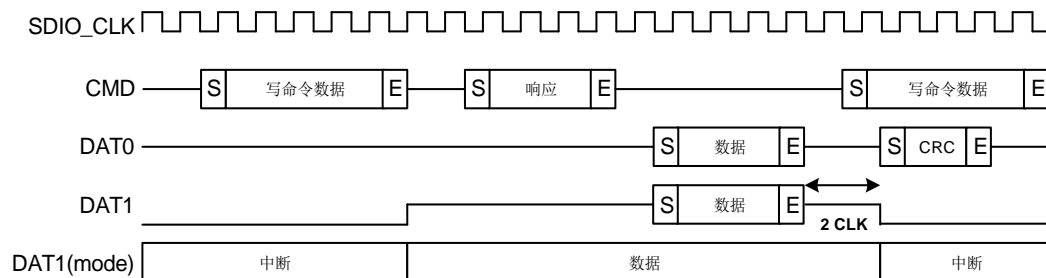 SDIO_CLK
CMD S 写命令数据 E S 响应 E S 写命令数据 E
DAT0 S 数据 E S CRC E
DAT1 S 数据 E
2 CLK
DAT1(mode) 中断 数据 中断